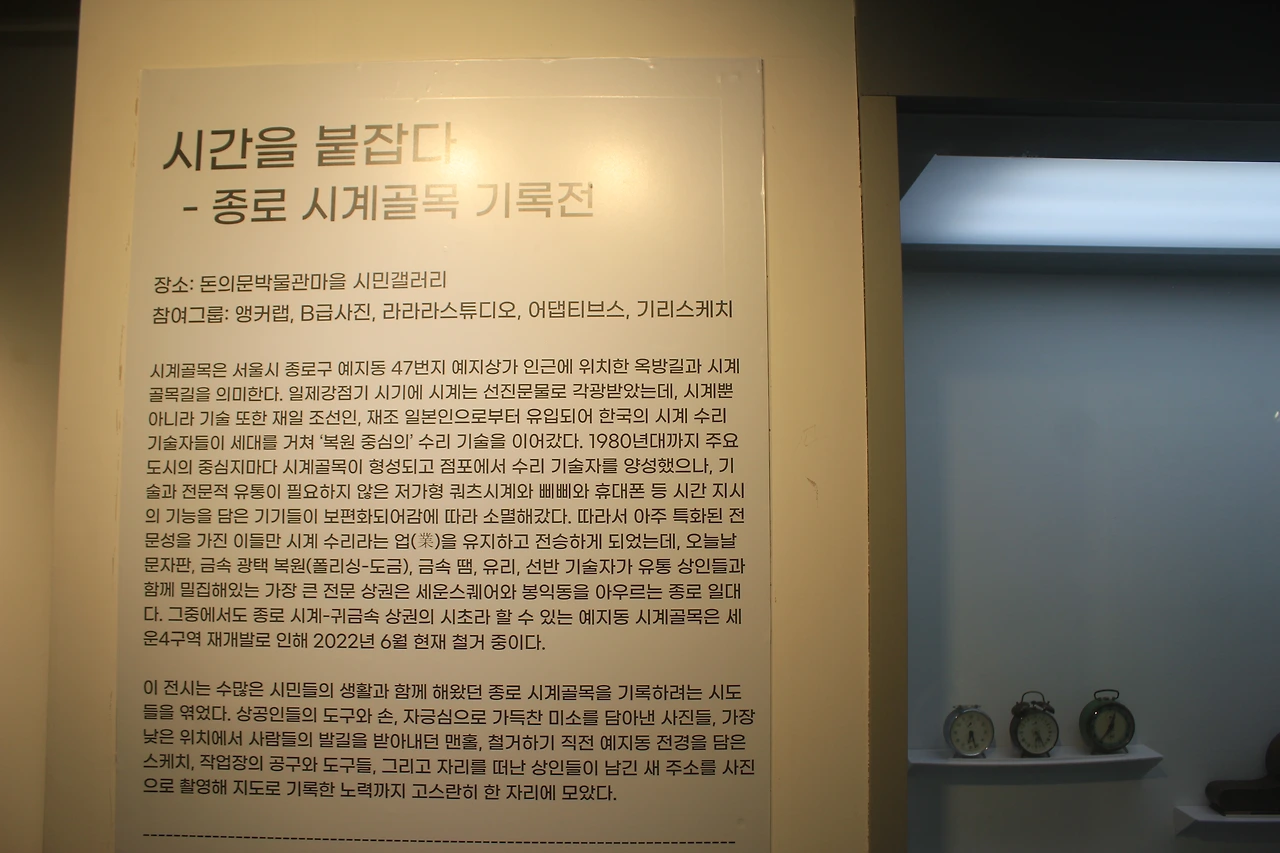 시간을 붙잡다
- 종로 시계골목 기록전
장소: 돈의문박물관마을 시민갤러리
참여그룹: 앵커랩, B급사진, 라라라스튜디오, 어댑티브스, 기리스케치
시계골목은 서울시 종로구 예지동 47번지 예지상가 인근에 위치한 옥방길과 시계
골목길을 의미한다. 일제강점기 시기에 시계는 선진문물로 각광받았는데, 시계뿐
아니라 기술 또한 재일 조선인, 재조 일본인으로부터 유입되어 한국의 시계 수리
기술자들이 세대를 거쳐 ‘복원 중심의’ 수리 기술을 이어갔다. 1980년대까지 주요
도시의 중심지마다 시계골목이 형성되고 점포에서 수리 기술자를 양성했으나, 기
술과 전문적 유통이 필요하지 않은 저가형 쿼츠시계와 삐삐와 휴대폰 등 시간 지시
의 기능을 담은 기기들이 보편화되어감에 따라 소멸해갔다. 따라서 아주 특화된 전
문성을 가진 이들만 시계 수리라는 업(業)을 유지하고 전승하게 되었는데, 오늘날
문자판, 금속 광택 복원(폴리싱-도금), 금속 땜, 유리, 선반 기술자가 유통 상인들과
함께 밀집해있는 가장 큰 전문 상권은 세운스퀘어와 봉익동을 아우르는 종로 일대
다. 그중에서도 종로 시계-귀금속 상권의 시초라 할 수 있는 예지동 시계골목은 세
운4구역 재개발로 인해 2022년 6월 현재 철거 중이다.
이 전시는 수많은 시민들의 생활과 함께 해왔던 종로 시계골목을 기록하려는 시도
들을 엮었다. 상공인들의 도구와 손, 자긍심으로 가득찬 미소를 담아낸 사진들, 가장
낮은 위치에서 사람들의 발길을 받아내던 맨홀, 철거하기 직전 예지동 전경을 담은
스케치, 작업장의 공구와 도구들, 그리고 자리를 떠난 상인들이 남긴 새 주소를 사진
으로 촬영해 지도로 기록한 노력까지 고스란히 한 자리에 모았다.